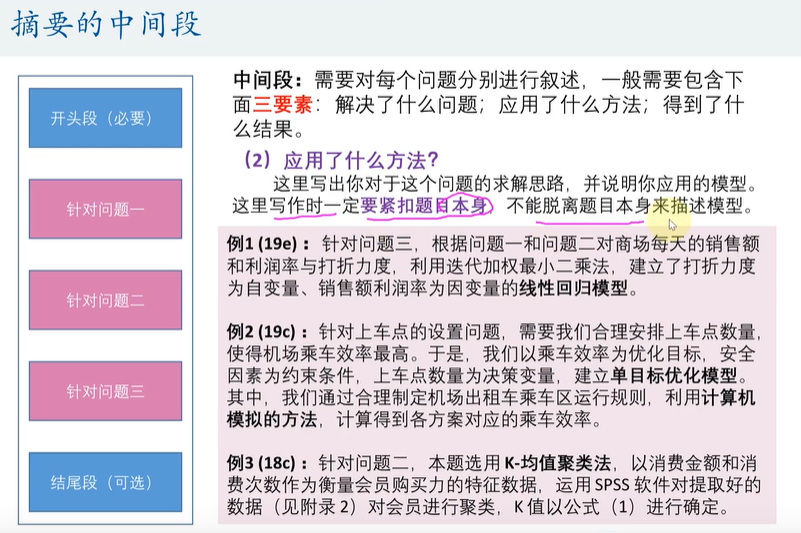 摘要的中间段
开头段（必要）
针对问题一
针对问题二
针对问题三
结尾段（可选）
中间段：需要对每个问题分别进行叙述，一般需要包含下
面三要素：解决了什么问题；应用了什么方法；得到了什
么结果。
（2）应用了什么方法？
这里写出你对于这个问题的求解思路，并说明你应用的模型。
这里写作时一定要紧扣题目本身，不能脱离题目本身来描述模型。
例1 (19e)：针对问题三，根据问题一和问题二对商场每天的销售额
和利润率与打折力度，利用迭代加权最小二乘法，建立了打折力度
为自变量、销售额利润率为因变量的线性回归模型。
例2 (19c)：针对上车点的设置问题，需要我们合理安排上车点数量，
使得机场乘车效率最高。于是，我们以乘车效率为优化目标，安全
因素为约束条件，上车点数量为决策变量，建立单目标优化模型。
其中，我们通过合理制定机场出租车乘车区运行规则，利用计算机
模拟的方法，计算得到各方案对应的乘车效率。
例3 (18c)：针对问题二，本题选用 K-均值聚类法，以消费金额和消
费次数作为衡量会员购买力的特征数据，运用 SPSS 软件对提取好的
数据（见附录 2）对会员进行聚类，K 值以公式（1）进行确定。